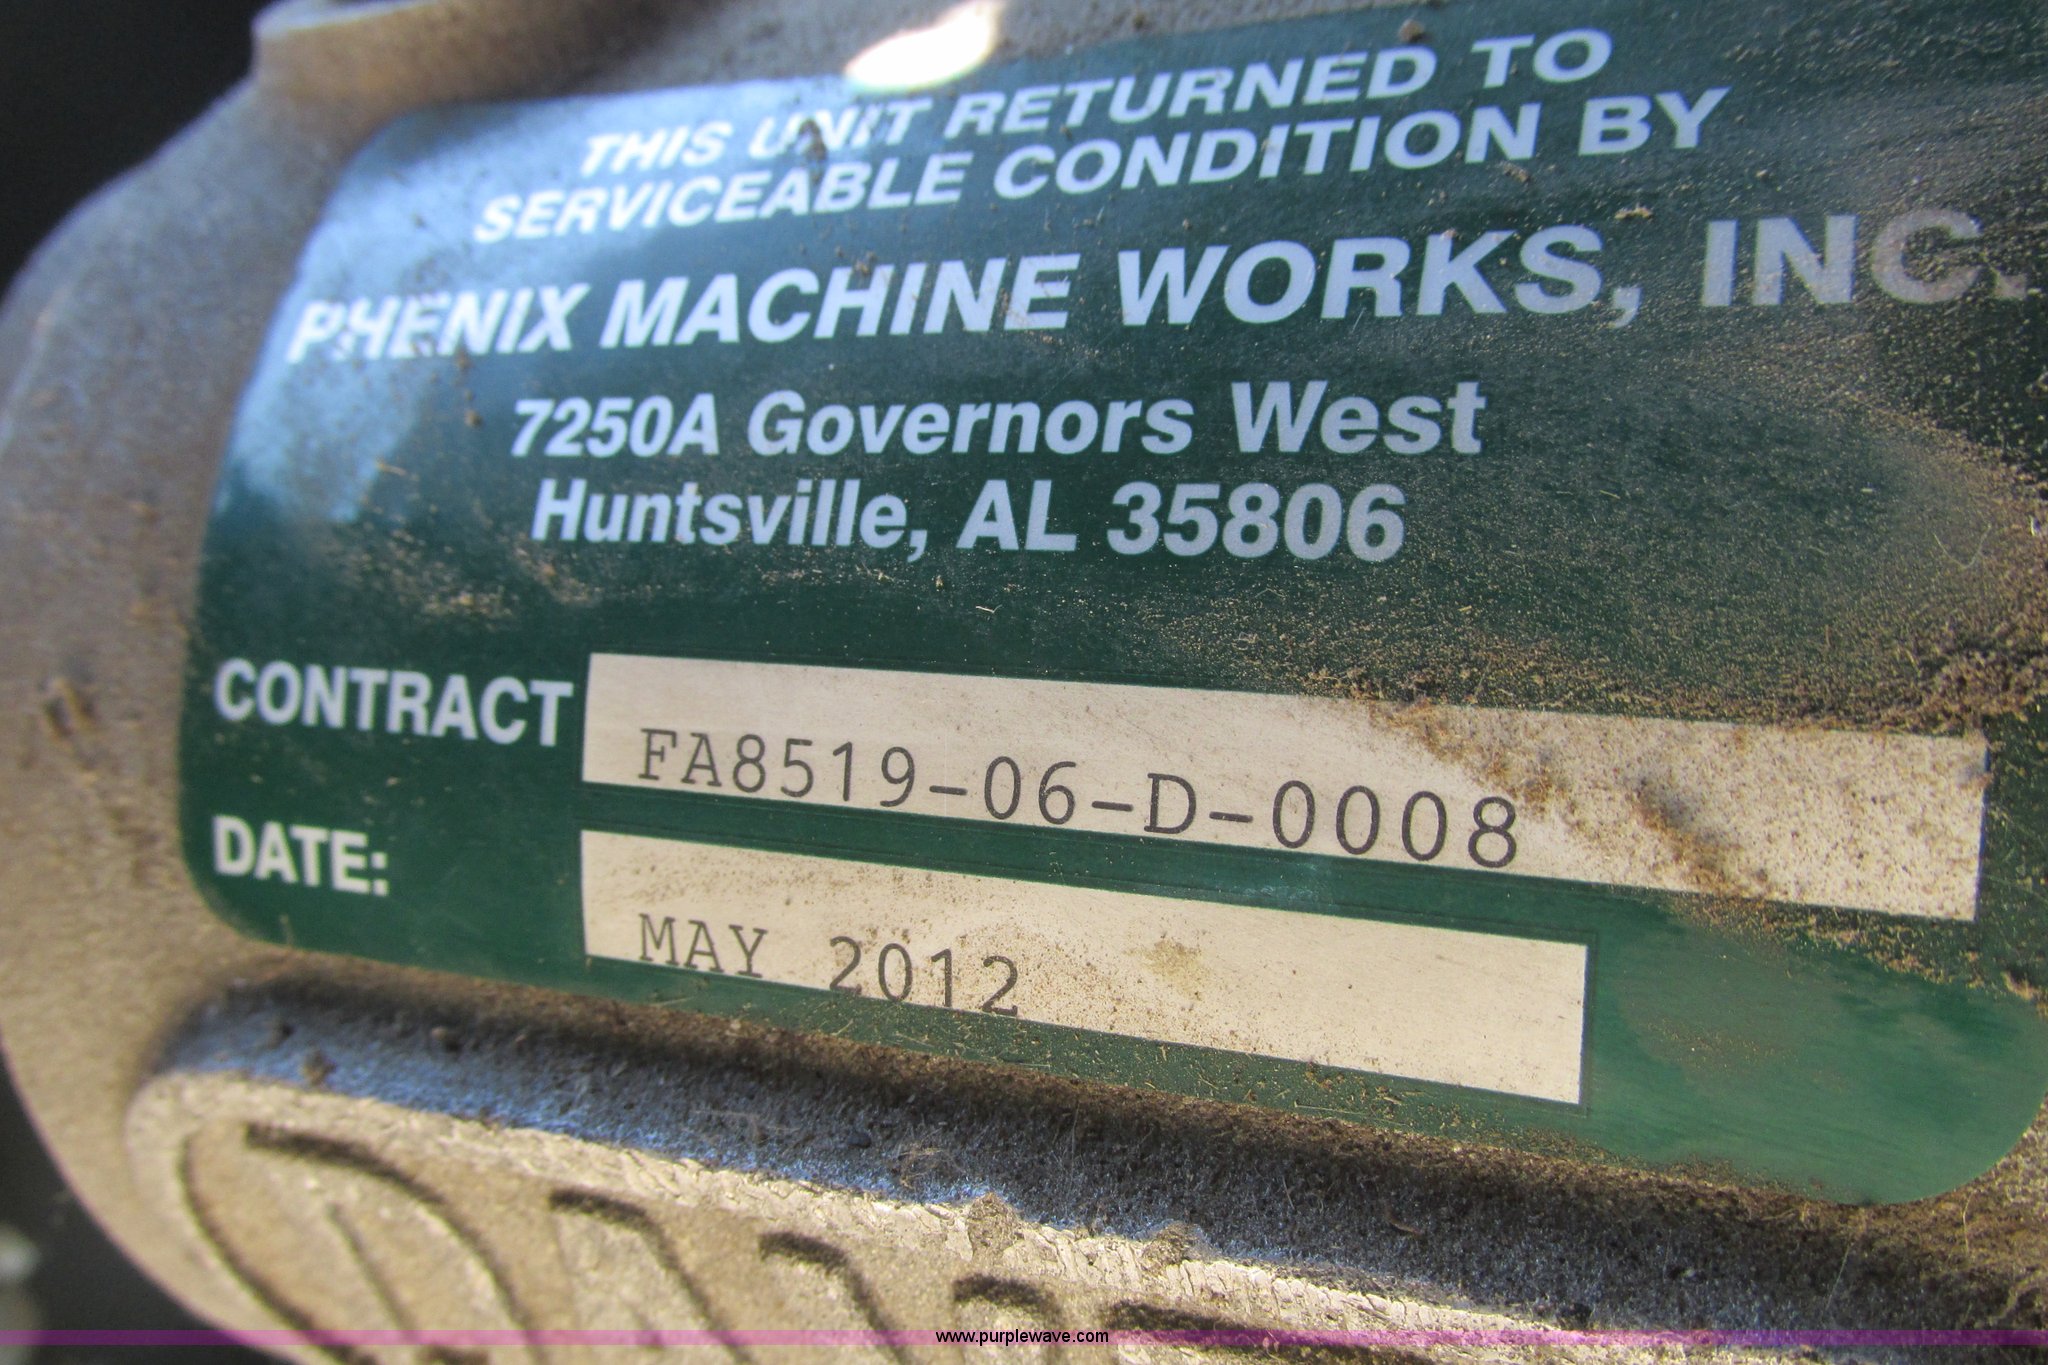 THIS UNIT RETURNED TO
SERVICEABLE CONDITION BY
PHENIX MACHINE WORKS, INC.
7250A Governors West
Huntsville, AL 35806
CONTRACT FA8519-06-D-0008
DATE: MAY 2012
www.purplewave.com